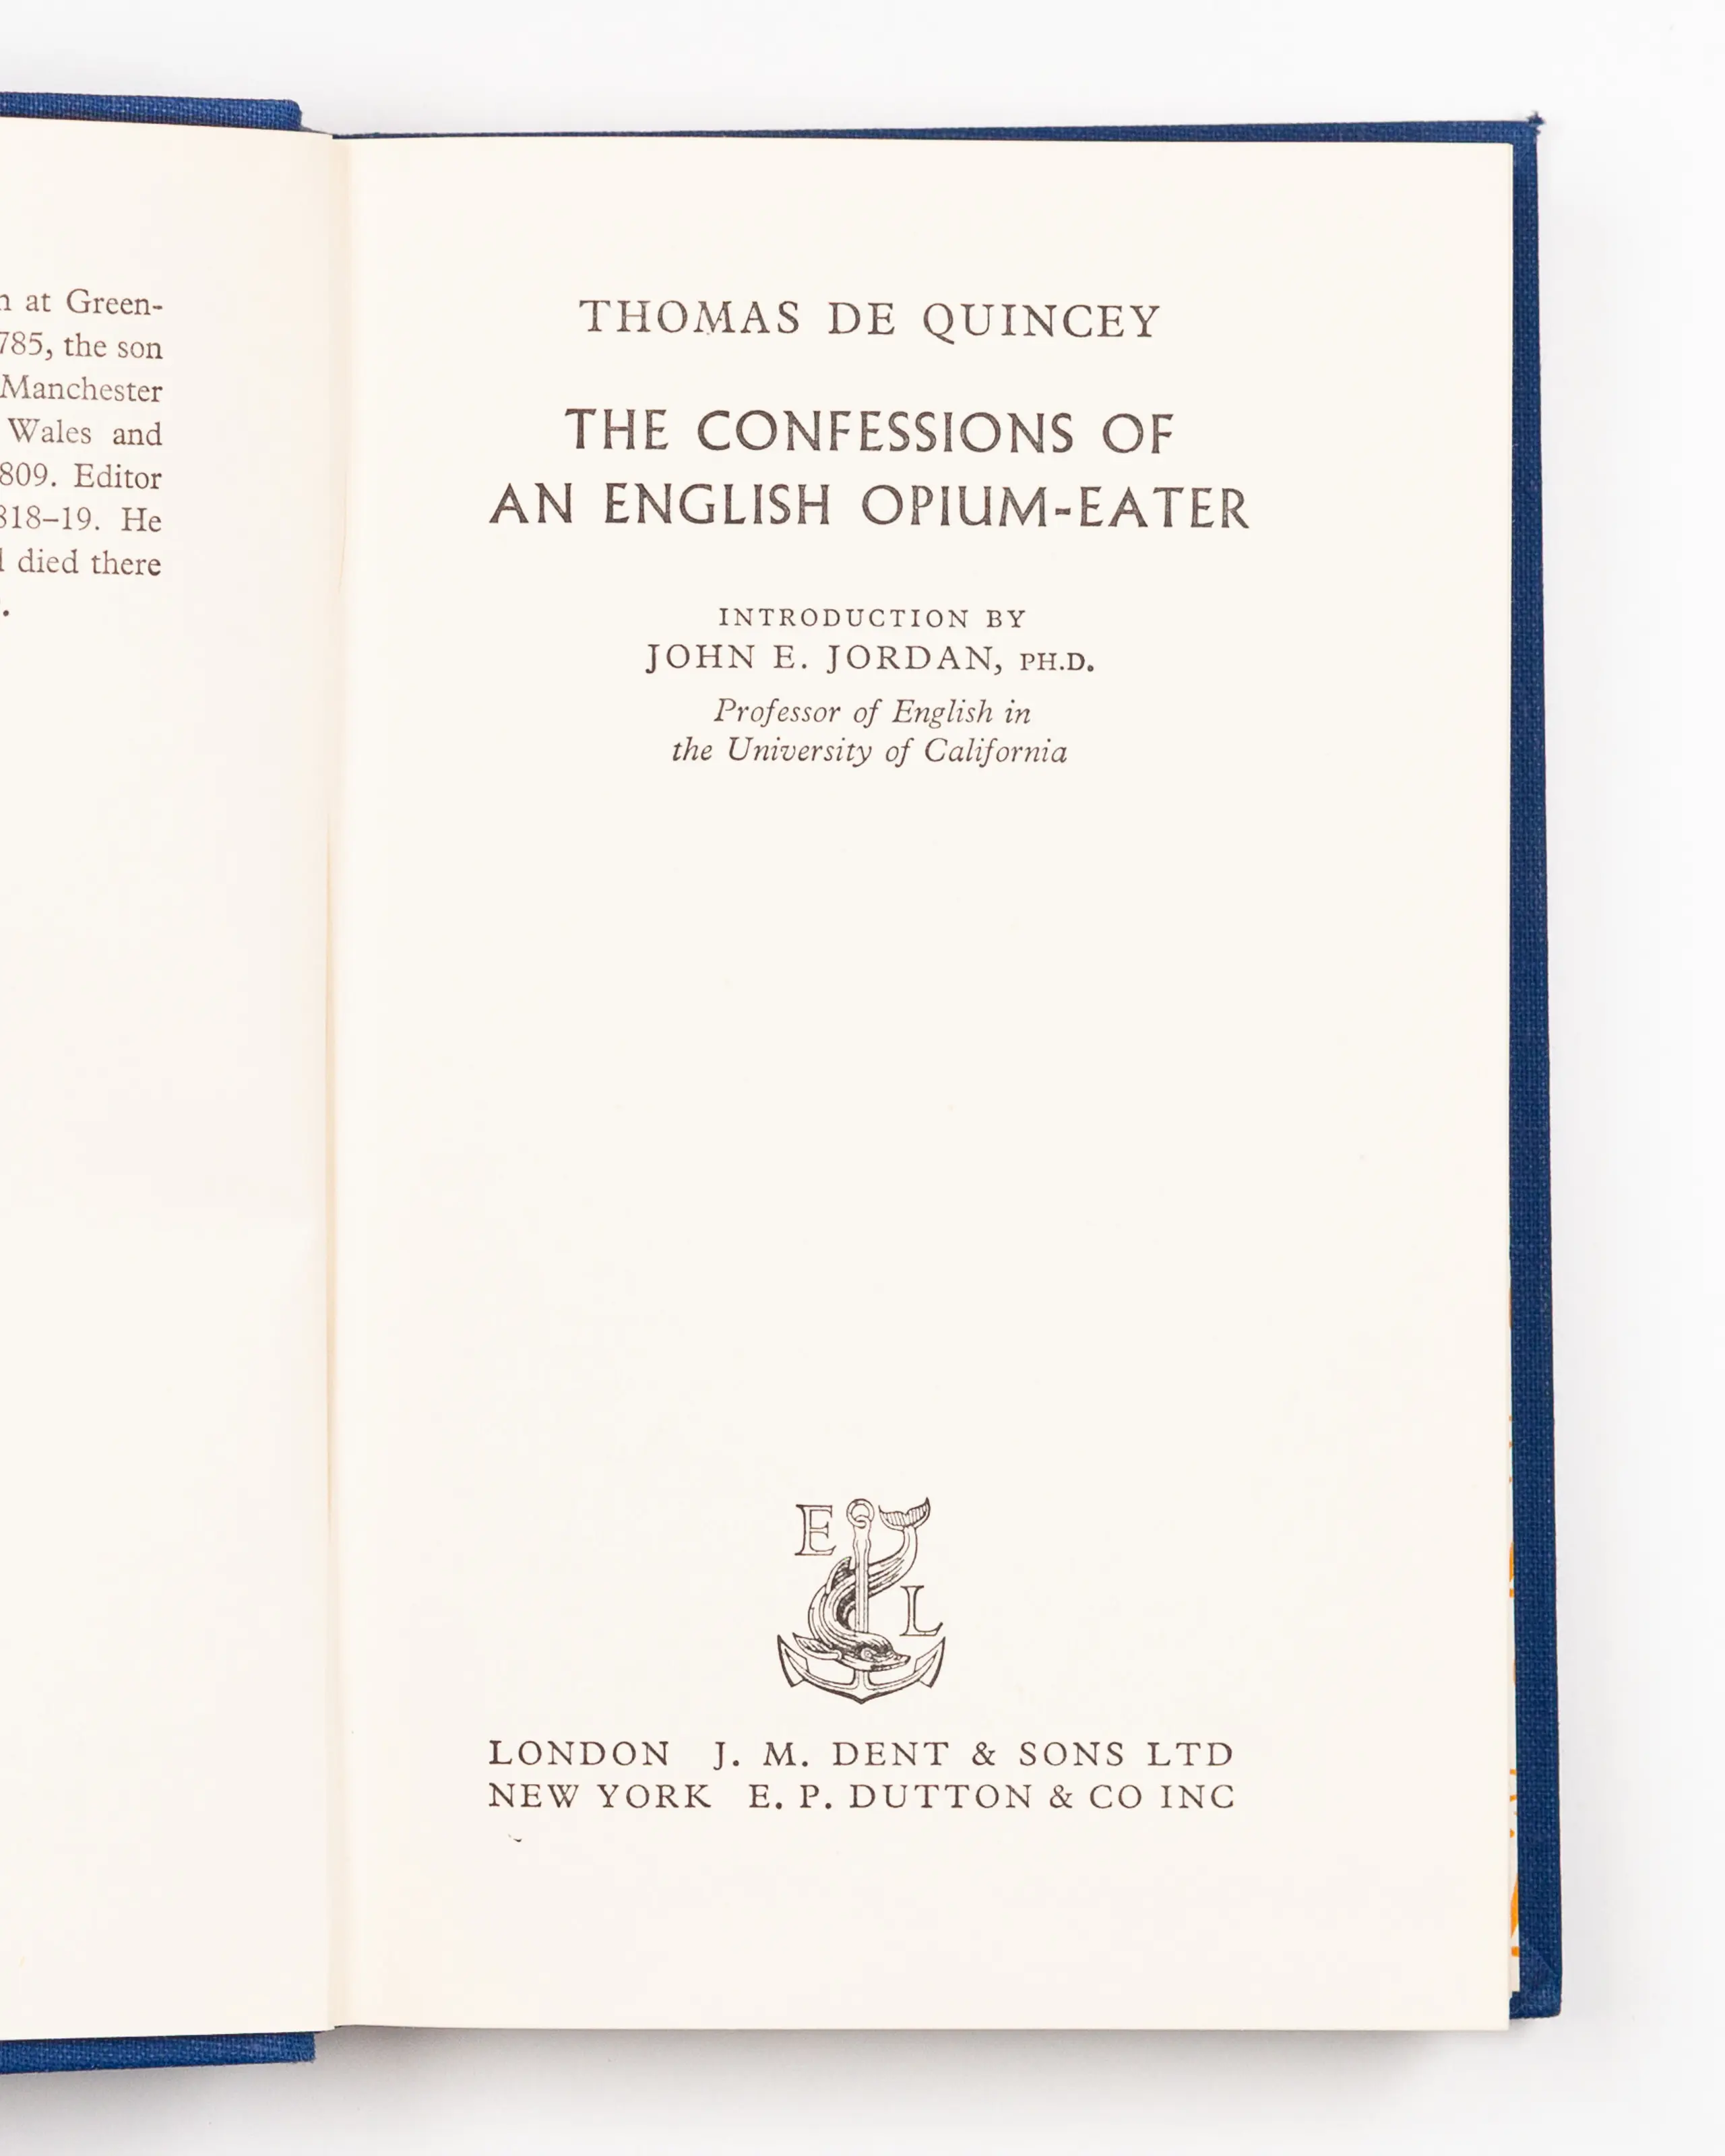 at Green-
785, the son
Manchester
Wales and
809. Editor
818–19. He
died there
.
THOMAS DE QUINCEY
THE CONFESSIONS OF
AN ENGLISH OPIUM-EATER
INTRODUCTION BY
JOHN E. JORDAN, PH.D.
Professor of English in
the University of California
E
L
LONDON J. M. DENT & SONS LTD
NEW YORK E. P. DUTTON & CO INC